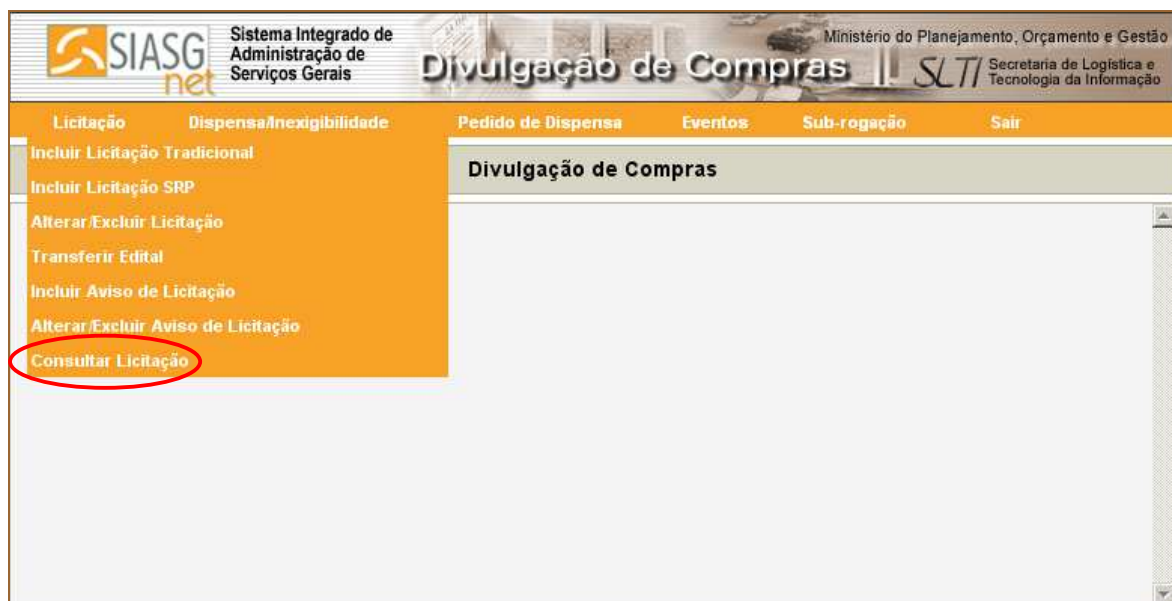 SIASG
net
Sistema Integrado de
Administração de
Serviços Gerais
Divulgação de Compras
Ministério do Planejamento, Orçamento e Gestão
SLTI Secretaria de Logística e
Tecnologia da Informação
Licitação Dispensa/Inexigibilidade Pedido de Dispensa Eventos Sub-rogação Sair
Divulgação de Compras
Incluir Licitação Tradicional
Incluir Licitação SRP
Alterar/Excluir Licitação
Transferir Edital
Incluir Aviso de Licitação
Alterar/Excluir Aviso de Licitação
Consultar Licitação